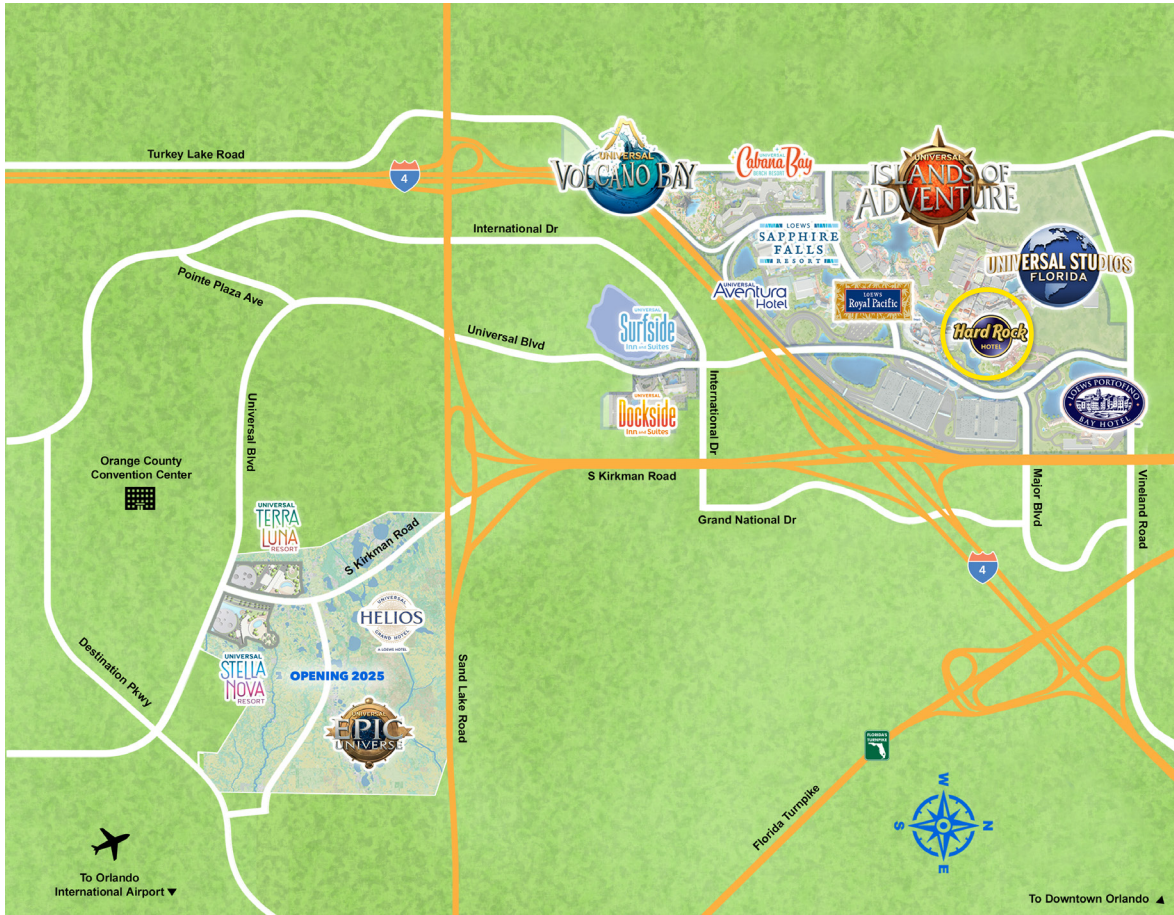 Turkey Lake Road
4
UNIVERSAL
VOLCANO BAY
UNIVERSAL
Cabana Bay
BEACH RESORT
UNIVERSAL
ISLANDS OF
ADVENTURE
International Dr
LOEWS
SAPPHIRE
FALLS
RESORT
UNIVERSAL STUDIOS
FLORIDA
Pointe Plaza Ave
UNIVERSAL
Aventura
Hotel
LOEWS
Royal Pacific
Hard Rock
HOTEL
Universal Blvd
UNIVERSAL
Surfside
Inn and Suites
International Dr
UNIVERSAL
Dockside
Inn and Suites
LOEWS PORTOFINO
BAY HOTEL
Universal Blvd
Orange County
Convention Center
S Kirkman Road
Major Blvd
Vineland Road
Grand National Dr
UNIVERSAL
TERRA
LUNA
RESORT
S Kirkman Road
4
UNIVERSAL
HELIOS
GRAND HOTEL
A LOEWS HOTEL
Destination Pkwy
UNIVERSAL
STELLA
NOVA
RESORT
OPENING 2025
Sand Lake Road
UNIVERSAL
EPIC
UNIVERSE
FLORIDA'S
TURNPIKE
Florida Turnpike
W
S
N
E
To Orlando
International Airport ▼
To Downtown Orlando ▲